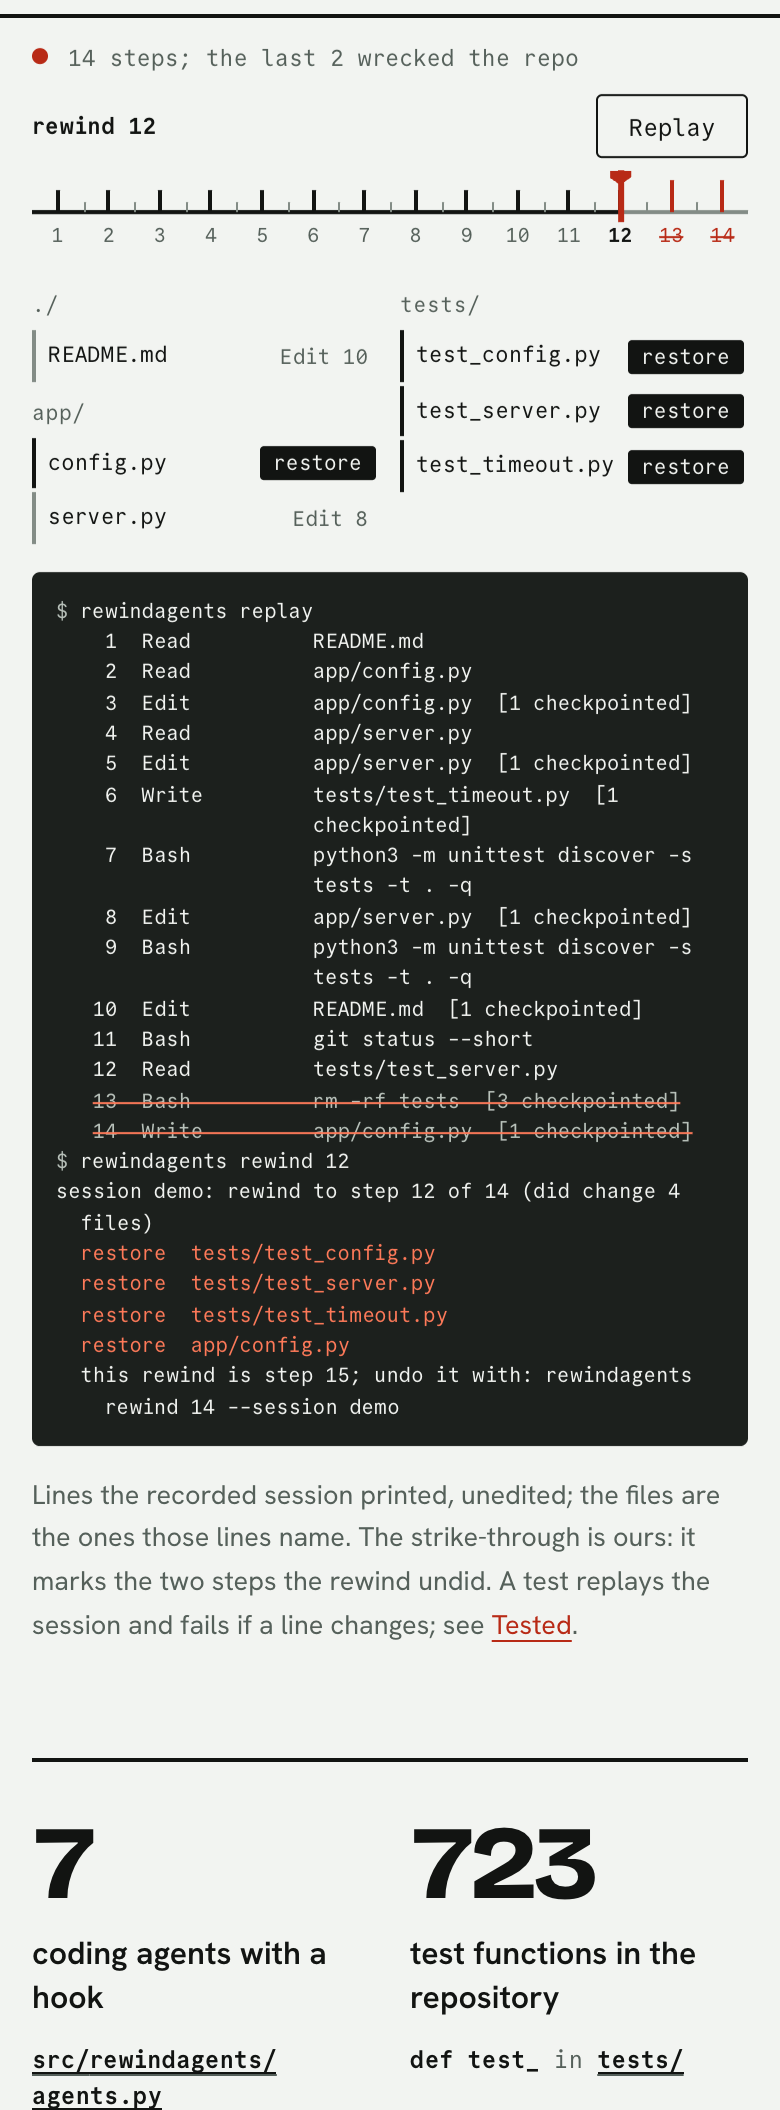 14 steps; the last 2 wrecked the repo
rewind 12
Replay
1 2 3 4 5 6 7 8 9 10 11 12 13 14
./
README.md Edit 10
app/
config.py restore
server.py Edit 8
tests/
test_config.py restore
test_server.py restore
test_timeout.py restore
$ rewindagents replay
1 Read README.md
2 Read app/config.py
3 Edit app/config.py [1 checkpointed]
4 Read app/server.py
5 Edit app/server.py [1 checkpointed]
6 Write tests/test_timeout.py [1
checkpointed]
7 Bash python3 -m unittest discover -s
tests -t . -q
8 Edit app/server.py [1 checkpointed]
9 Bash python3 -m unittest discover -s
tests -t . -q
10 Edit README.md [1 checkpointed]
11 Bash git status --short
12 Read tests/test_server.py
13 Bash rm -rf tests [3 checkpointed]
14 Write app/config.py [1 checkpointed]
$ rewindagents rewind 12
session demo: rewind to step 12 of 14 (did change 4
files)
restore tests/test_config.py
restore tests/test_server.py
restore tests/test_timeout.py
restore app/config.py
this rewind is step 15; undo it with: rewindagents
rewind 14 --session demo
Lines the recorded session printed, unedited; the files are
the ones those lines name. The strike-through is ours: it
marks the two steps the rewind undid. A test replays the
session and fails if a line changes; see Tested.
7
coding agents with a
hook
src/rewindagents/
agents.py
723
test functions in the
repository
def test_ in tests/